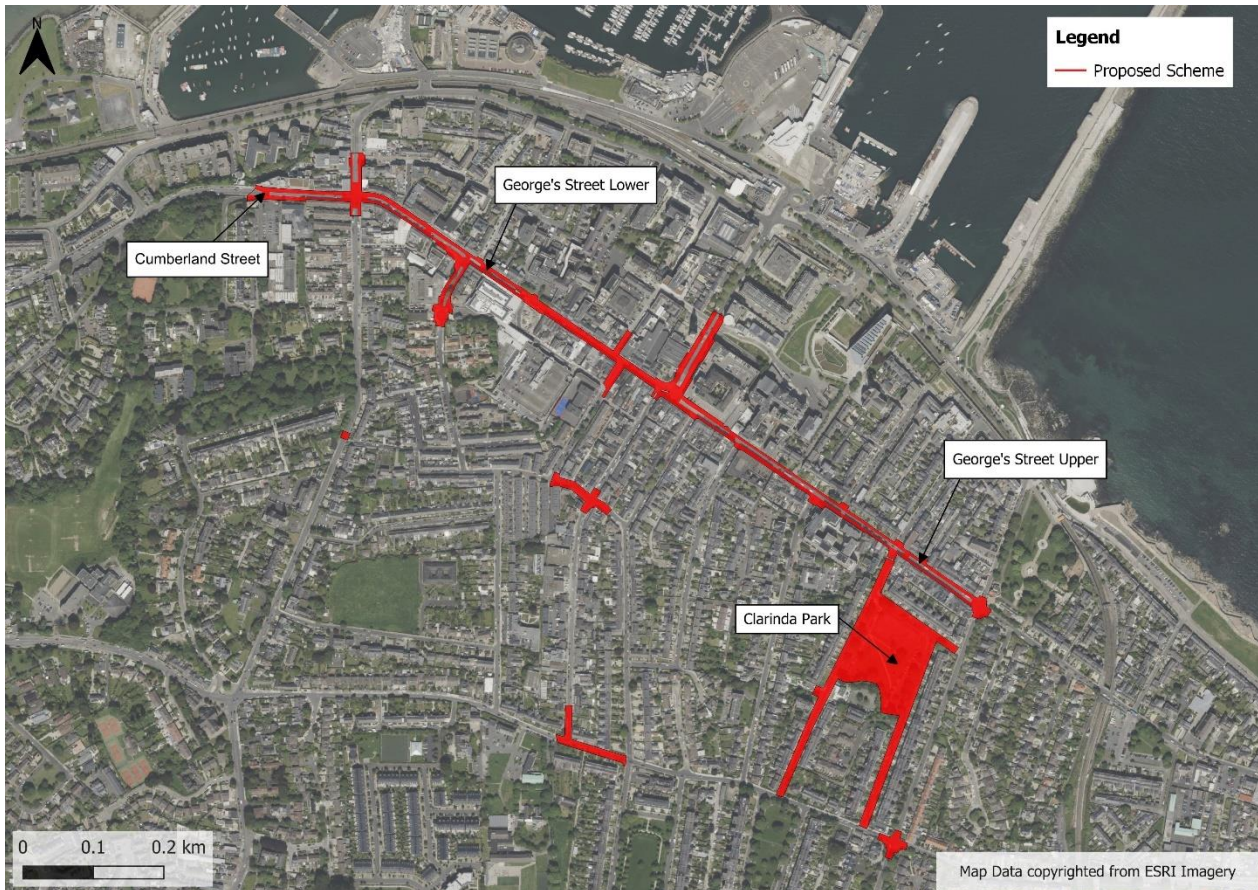 N
Legend
Proposed Scheme
George's Street Lower
Cumberland Street
George's Street Upper
Clarinda Park
0 0.1 0.2 km
Map Data copyrighted from ESRI Imagery